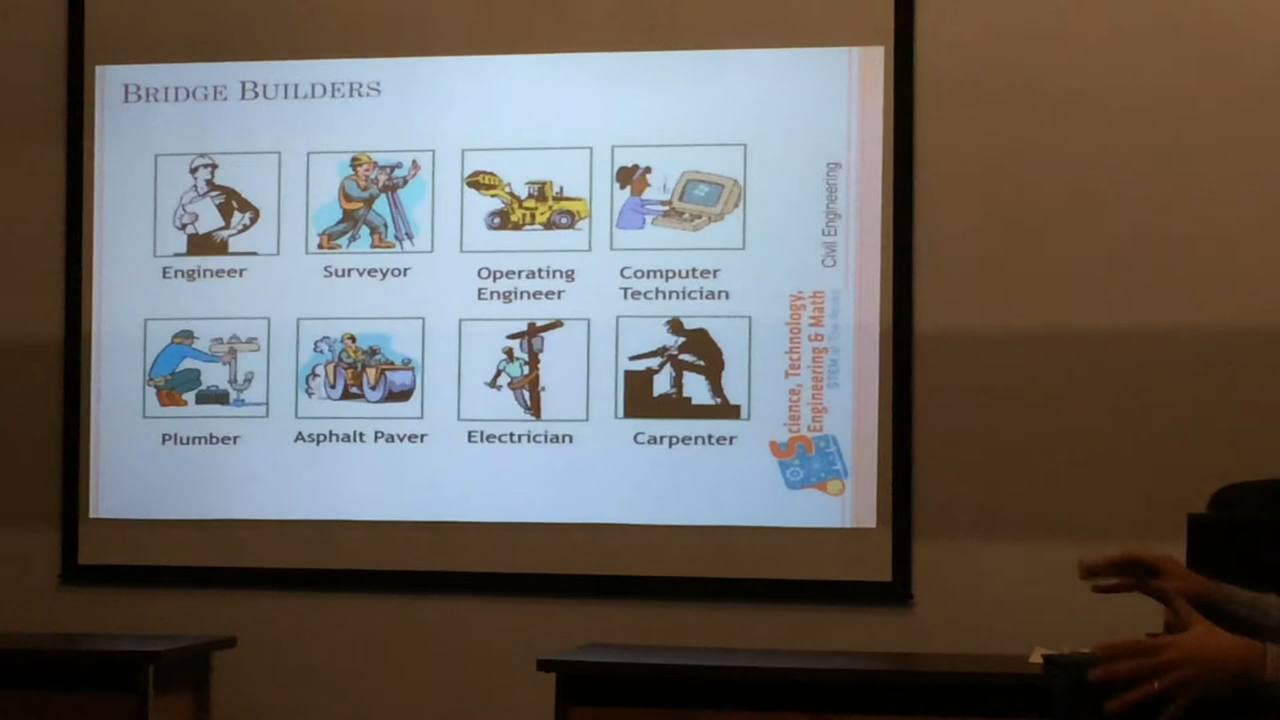 BRIDGE BUILDERS
Engineer
Surveyor
Operating
Engineer
Computer
Technician
Plumber
Asphalt Paver
Electrician
Carpenter
Civil Engineering
Science, Technology,
Engineering & Math